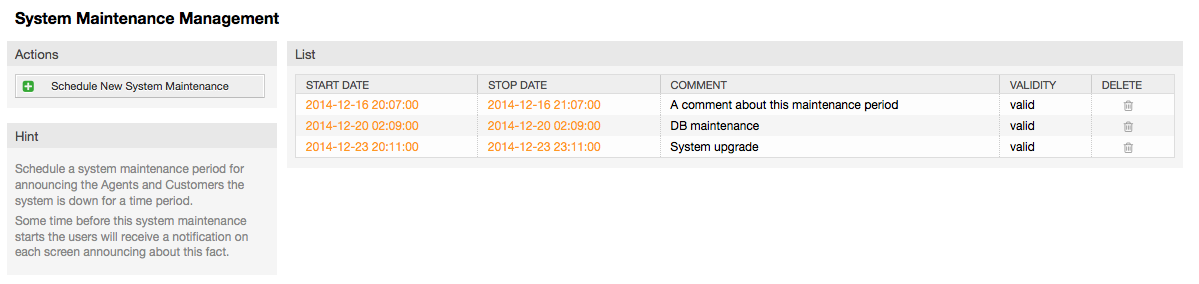 System Maintenance Management
Actions
Schedule New System Maintenance
Hint
Schedule a system maintenance period for
announcing the Agents and Customers the
system is down for a time period.
Some time before this system maintenance
starts the users will receive a notification on
each screen announcing about this fact.
List
START DATE STOP DATE COMMENT VALIDITY DELETE
2014-12-16 20:07:00 2014-12-16 21:07:00 A comment about this maintenance period valid
2014-12-20 02:09:00 2014-12-20 02:09:00 DB maintenance valid
2014-12-23 20:11:00 2014-12-23 23:11:00 System upgrade valid